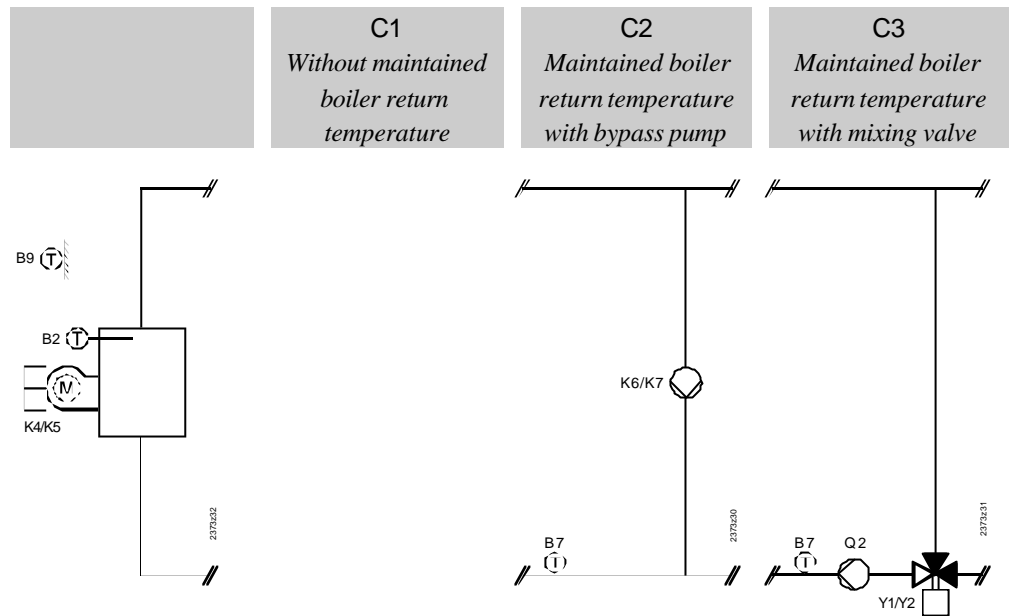 C1
Without maintained
boiler return
temperature
C2
Maintained boiler
return temperature
with bypass pump
C3
Maintained boiler
return temperature
with mixing valve
B9 T
B2 T
M
K4/K5
2373z32
K6/K7
B7
T
2373z30
B7 Q2
T
Y1/Y2
2373z31